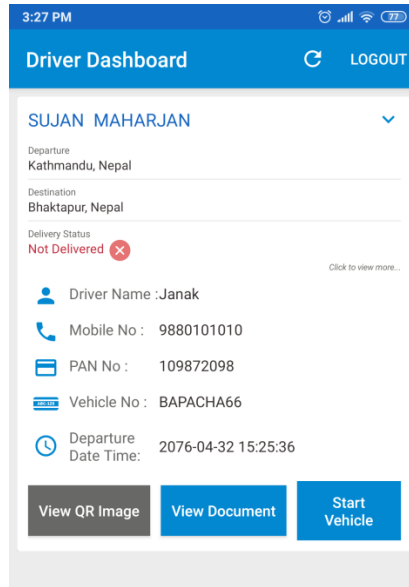 3:27 PM 77
Driver Dashboard LOGOUT
SUJAN MAHARJAN
Departure
Kathmandu, Nepal
Destination
Bhaktapur, Nepal
Delivery Status
Not Delivered
Click to view more...
Driver Name :Janak
Mobile No : 9880101010
PAN No : 109872098
Vehicle No : BAPACHA66
Departure
Date Time: 2076-04-32 15:25:36
View QR Image View Document Start
Vehicle